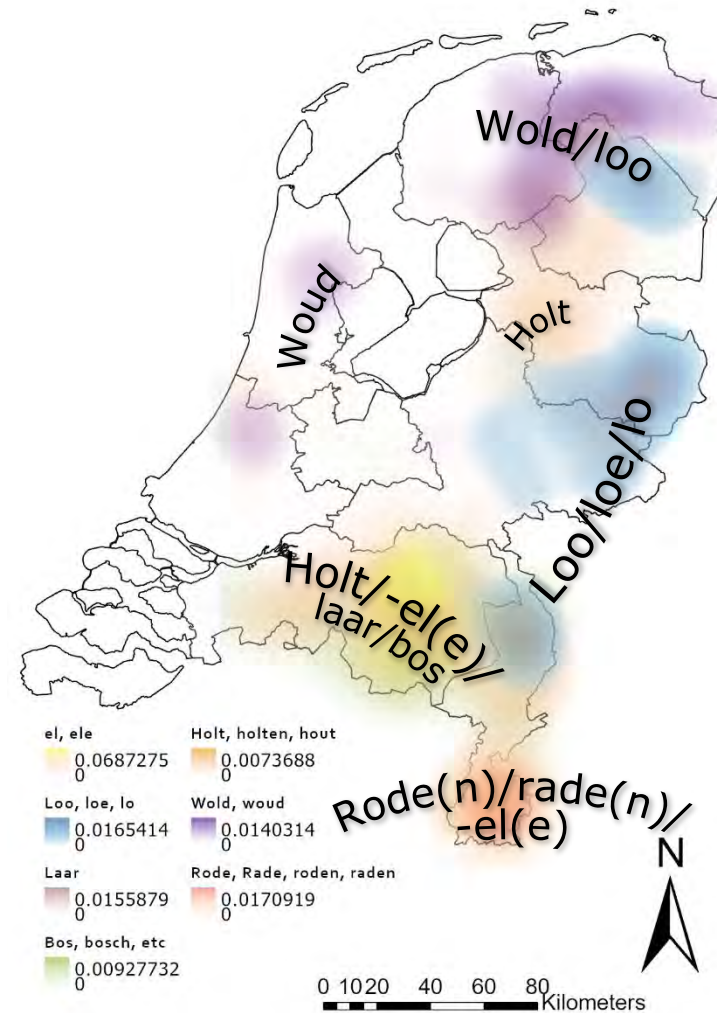 Wold/loo
Woud
Holt
Loo/loe/lo
Holt/-el(e)/
laar/bos
el, ele
0.0687275
0
Holt, holten, hout
0.0073688
0
Loo, loe, lo
0.0165414
0
Wold, woud
0.0140314
0
Laar
0.0155879
0
Rode, Rade, roden, raden
0.0170919
0
Bos, bosch, etc
0.00927732
0
Rode(n)/rade(n)/
-el(e)
N
0 10 20 40 60 80
Kilometers